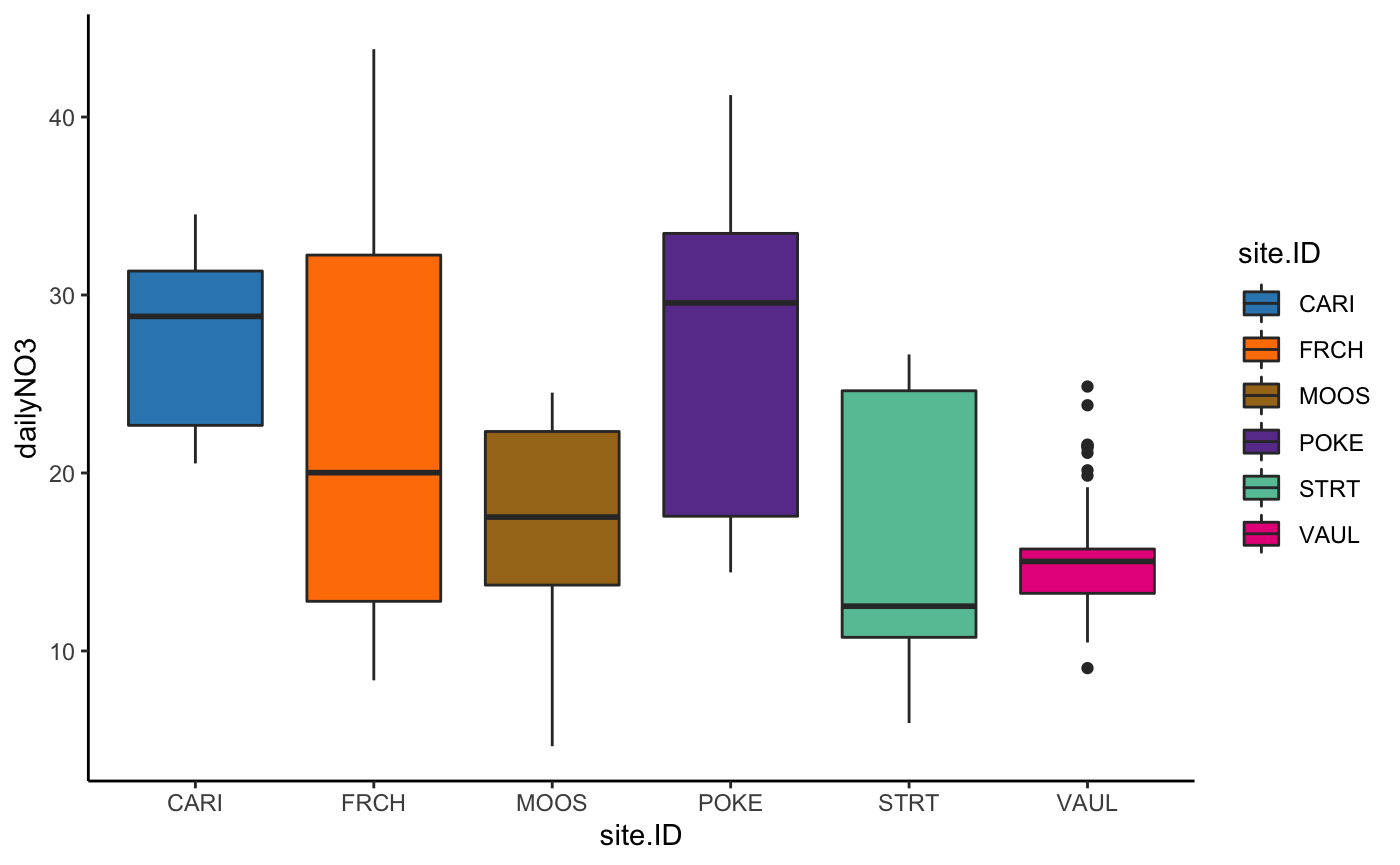 dailyNO3
40
30
20
10
CARI
FRCH
MOOS
POKE
STRT
VAUL
site.ID
site.ID
CARI
FRCH
MOOS
POKE
STRT
VAUL